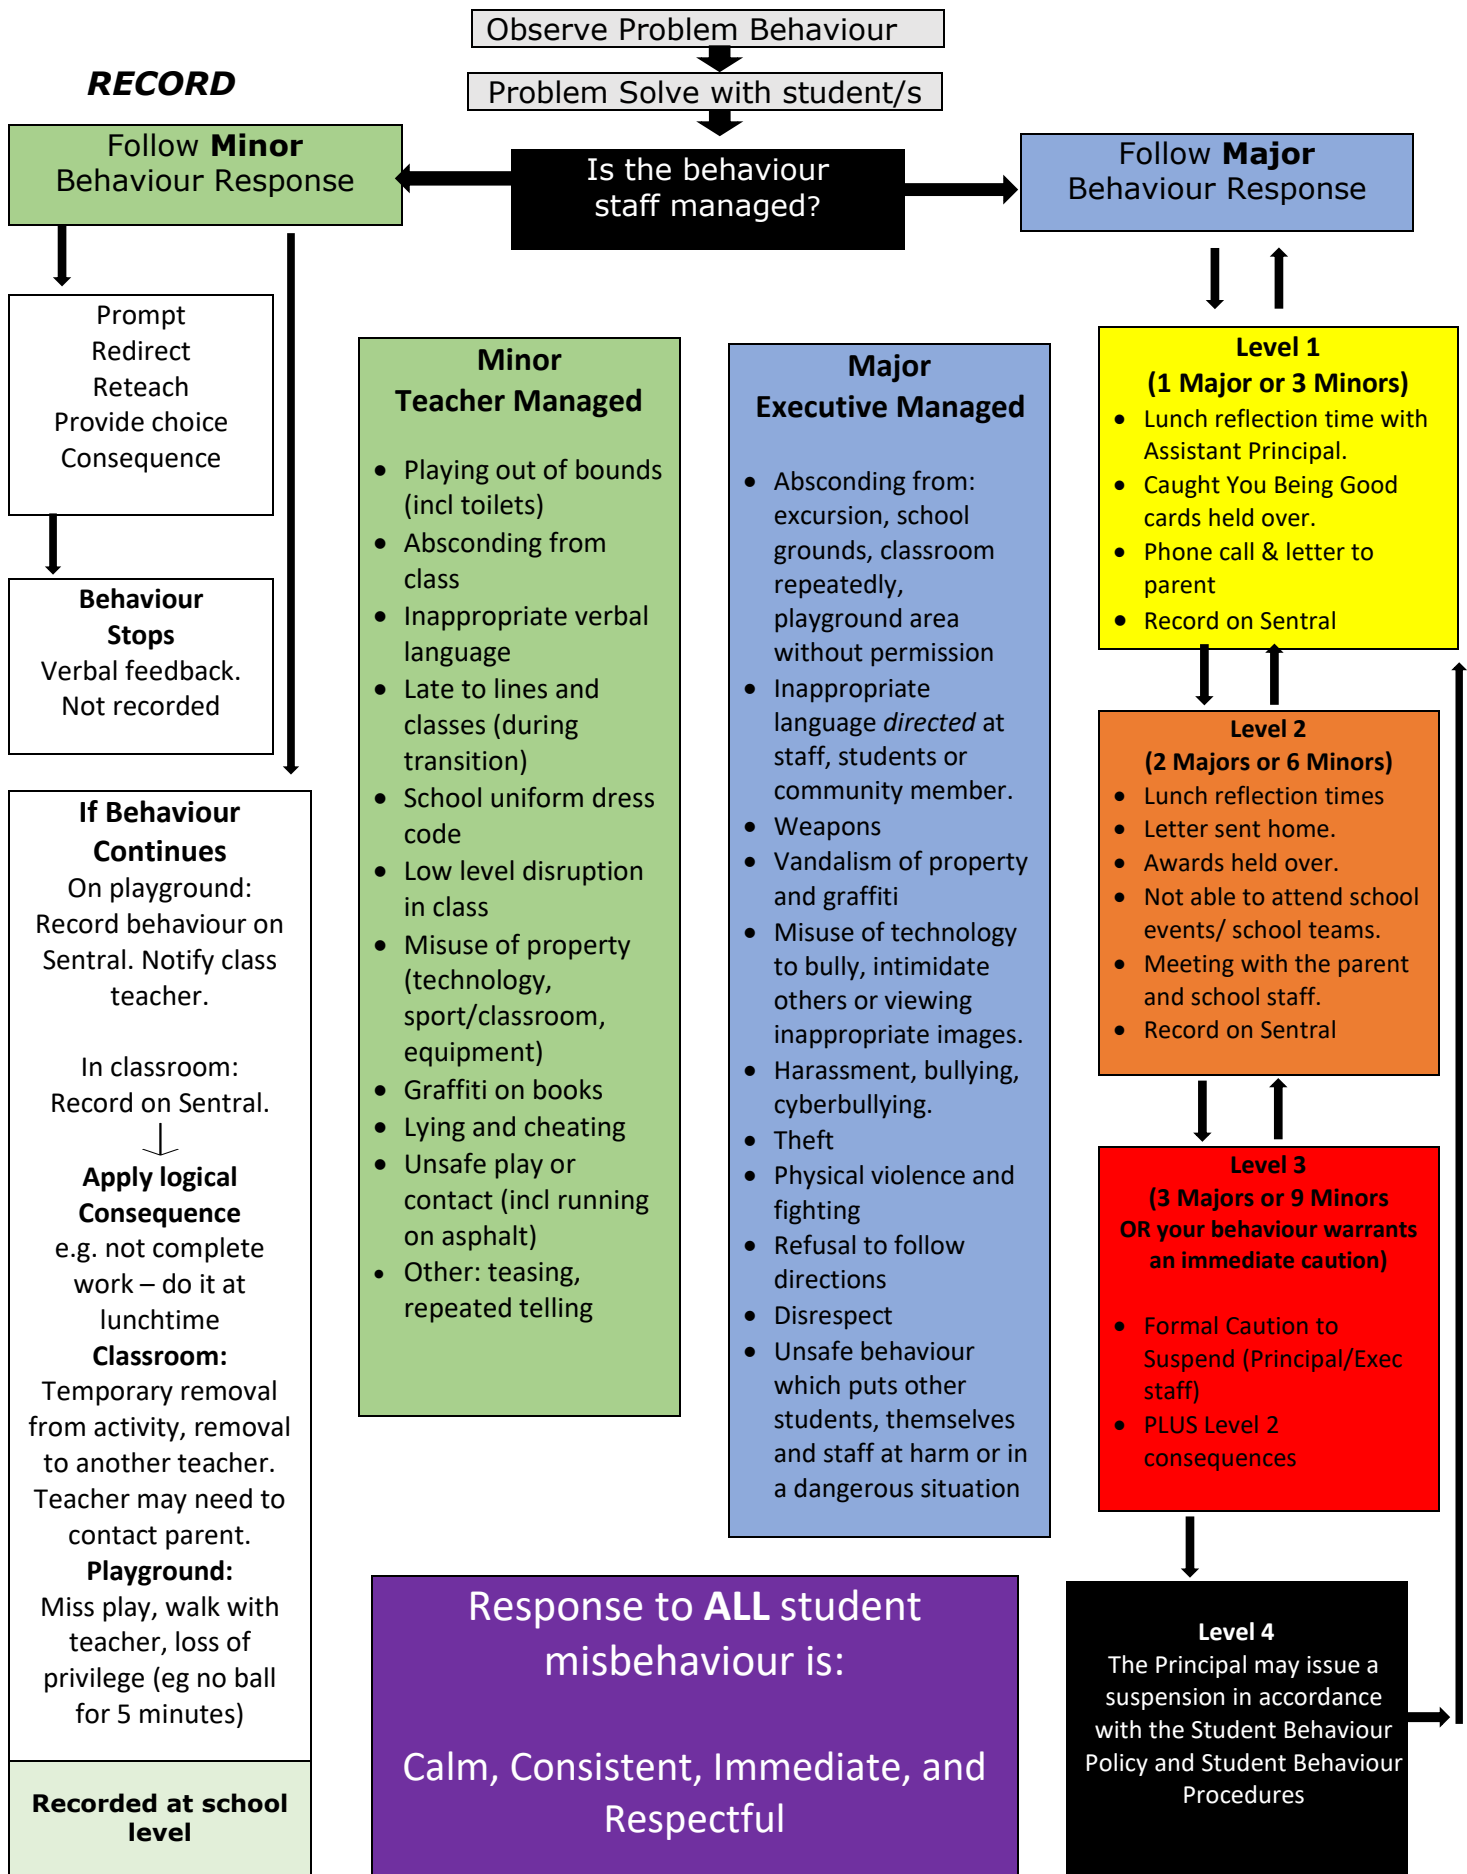 Observe Problem Behaviour
RECORD
Problem Solve with student/s
Follow Minor
Behaviour Response
Is the behaviour
staff managed?
Follow Major
Behaviour Response
Prompt
Redirect
Reteach
Provide choice
Consequence
Behaviour
Stops
Verbal feedback.
Not recorded
If Behaviour
Continues
On playground:
Record behaviour on
Sentral. Notify class
teacher.
In classroom:
Record on Sentral.
Apply logical
Consequence
e.g. not complete
work – do it at
lunchtime
Classroom:
Temporary removal
from activity, removal
to another teacher.
Teacher may need to
contact parent.
Playground:
Miss play, walk with
teacher, loss of
privilege (eg no ball
for 5 minutes)
Recorded at school
level
Minor
Teacher Managed
• Playing out of bounds
(incl toilets)
• Absconding from
class
• Inappropriate verbal
language
• Late to lines and
classes (during
transition)
• School uniform dress
code
• Low level disruption
in class
• Misuse of property
(technology,
sport/classroom,
equipment)
• Graffiti on books
• Lying and cheating
• Unsafe play or
contact (incl running
on asphalt)
• Other: teasing,
repeated telling
Major
Executive Managed
• Absconding from:
excursion, school
grounds, classroom
repeatedly,
playground area
without permission
• Inappropriate
language directed at
staff, students or
community member.
• Weapons
• Vandalism of property
and graffiti
• Misuse of technology
to bully, intimidate
others or viewing
inappropriate images.
• Harassment, bullying,
cyberbullying.
• Theft
• Physical violence and
fighting
• Refusal to follow
directions
• Disrespect
• Unsafe behaviour
which puts other
students, themselves
and staff at harm or in
a dangerous situation
Level 1
(1 Major or 3 Minors)
• Lunch reflection time with
Assistant Principal.
• Caught You Being Good
cards held over.
• Phone call & letter to
parent
• Record on Sentral
Level 2
(2 Majors or 6 Minors)
• Lunch reflection times
• Letter sent home.
• Awards held over.
• Not able to attend school
events/ school teams.
• Meeting with the parent
and school staff.
• Record on Sentral
Level 3
(3 Majors or 9 Minors
OR your behaviour warrants
an immediate caution)
• Formal Caution to
Suspend (Principal/Exec
staff)
• PLUS Level 2
consequences
Level 4
The Principal may issue a
suspension in accordance
with the Student Behaviour
Policy and Student Behaviour
Procedures
Response to ALL student
misbehaviour is:
Calm, Consistent, Immediate, and
Respectful